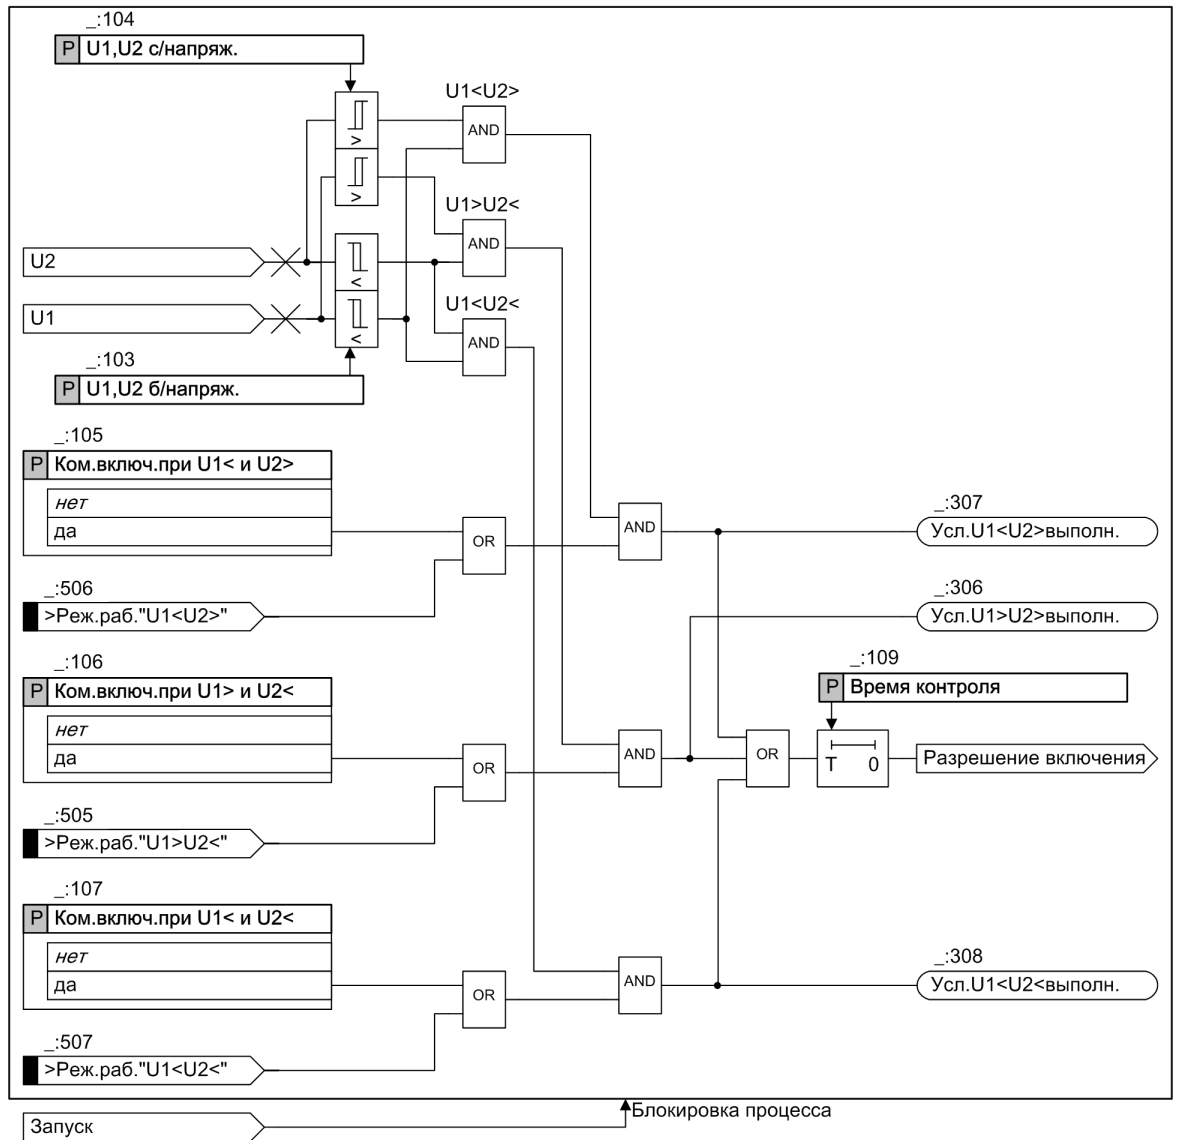 _:104
P U1,U2 с/напряж.
U1<U2>
AND
>
>
U1>U2<
AND
U2
<
U1<U2<
U1
AND
<
_:103
P U1,U2 б/напряж.
_:105
P Ком.включ.при U1< и U2>
нет
да
OR
AND
_:307
Усл.U1<U2>выполн.
_:506
>Реж.раб."U1<U2>"
_:306
Усл.U1>U2>выполн.
_:106
P Ком.включ.при U1> и U2<
_:109
P Время контроля
нет
да
OR
AND
OR
T 0
Разрешение включения
_:505
>Реж.раб."U1>U2<"
_:107
P Ком.включ.при U1< и U2<
нет
да
OR
AND
_:308
Усл.U1<U2<выполн.
_:507
>Реж.раб."U1<U2<"
Блокировка процесса
Запуск